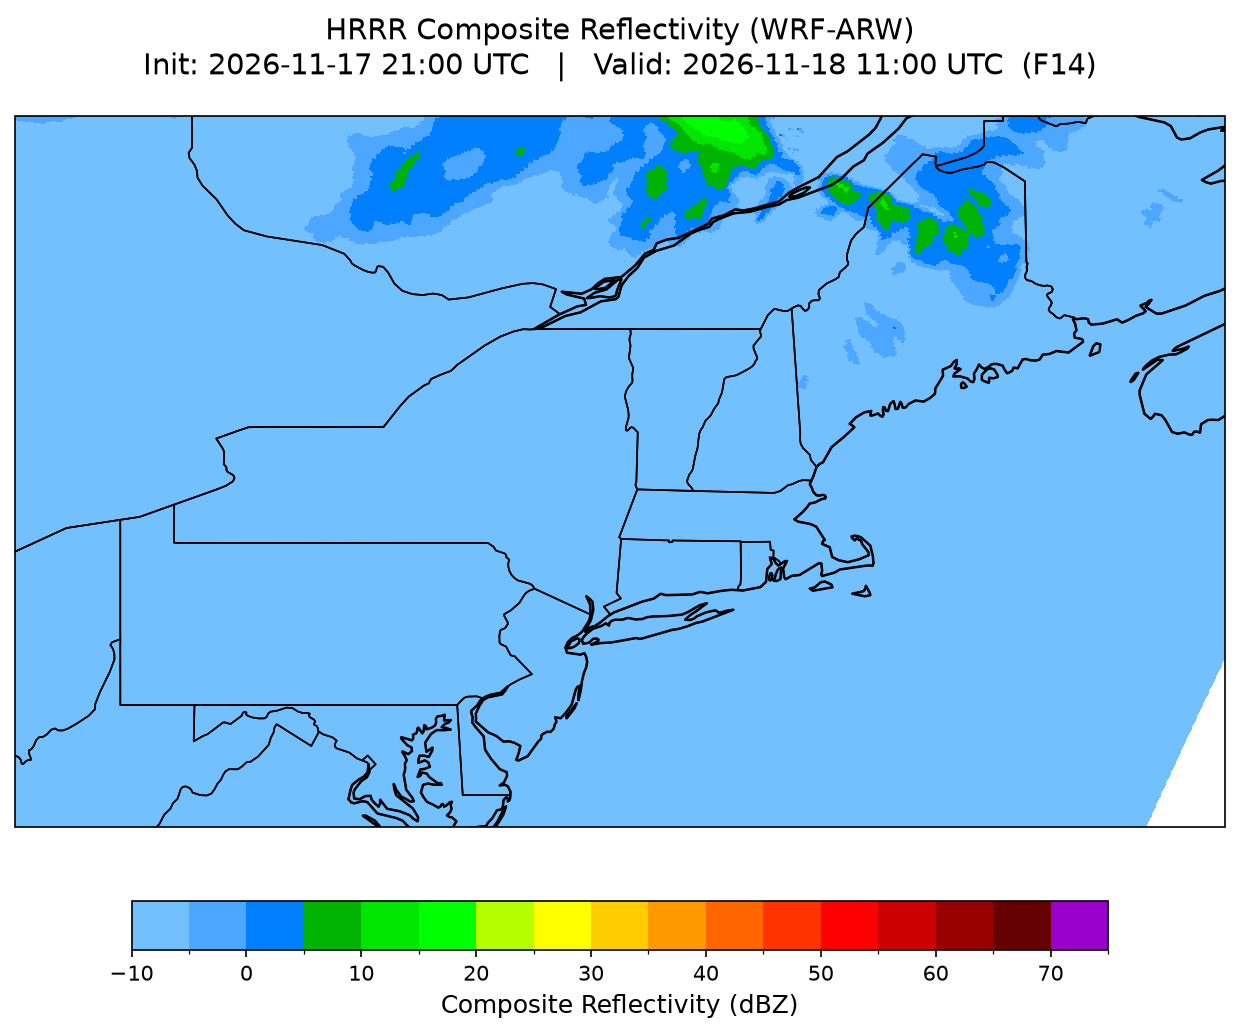 HRRR Composite Reflectivity (WRF-ARW)
Init: 2026-11-17 21:00 UTC   |   Valid: 2026-11-18 11:00 UTC  (F14)
−10 0 10 20 30 40 50 60 70
Composite Reflectivity (dBZ)